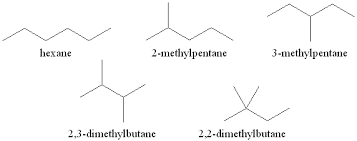 hexane
2-methylpentane
3-methylpentane
2,3-dimethylbutane
2,2-dimethylbutane